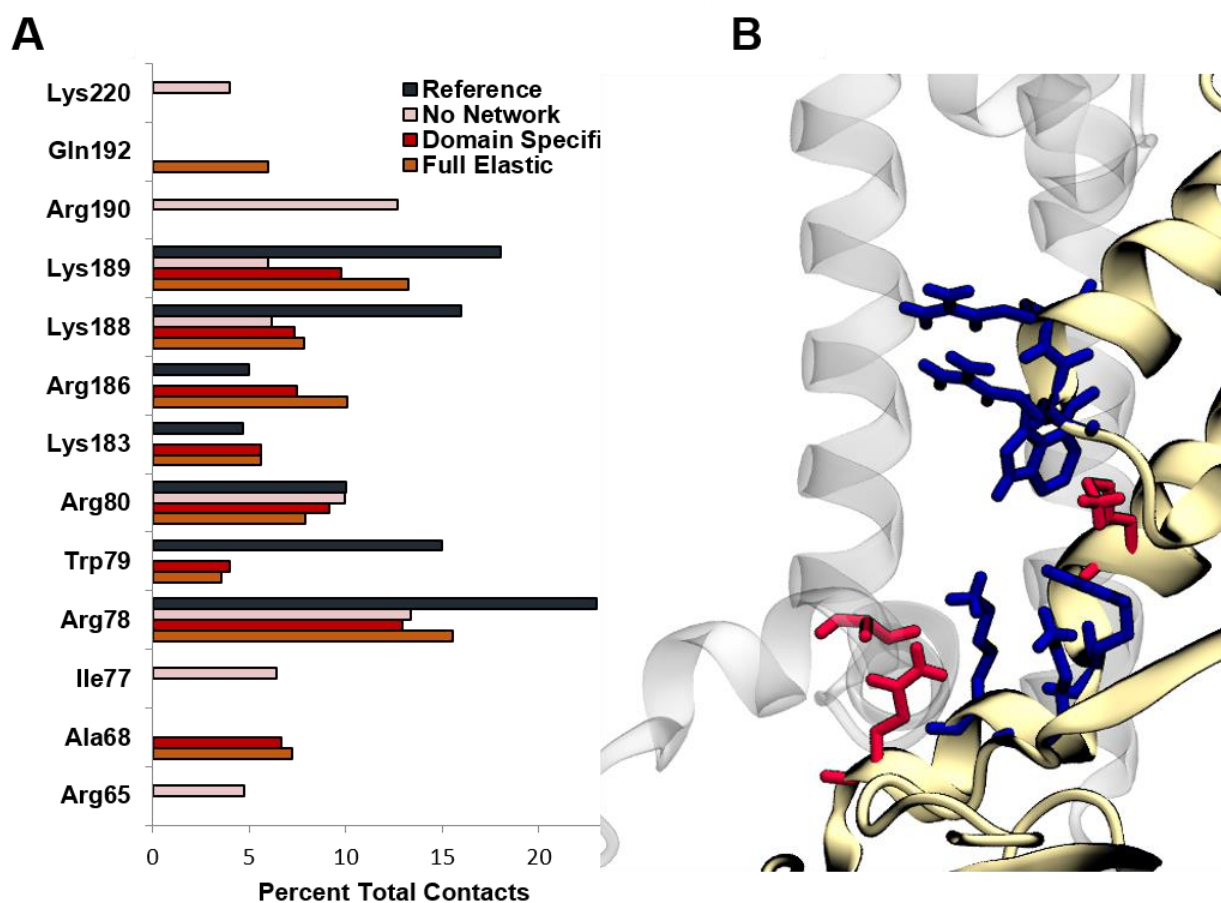 A
B
Reference
No Network
Domain Specifi
Full Elastic
Lys220
Gln192
Arg190
Lys189
Lys188
Arg186
Lys183
Arg80
Trp79
Arg78
Ile77
Ala68
Arg65
0 5 10 15 20
Percent Total Contacts